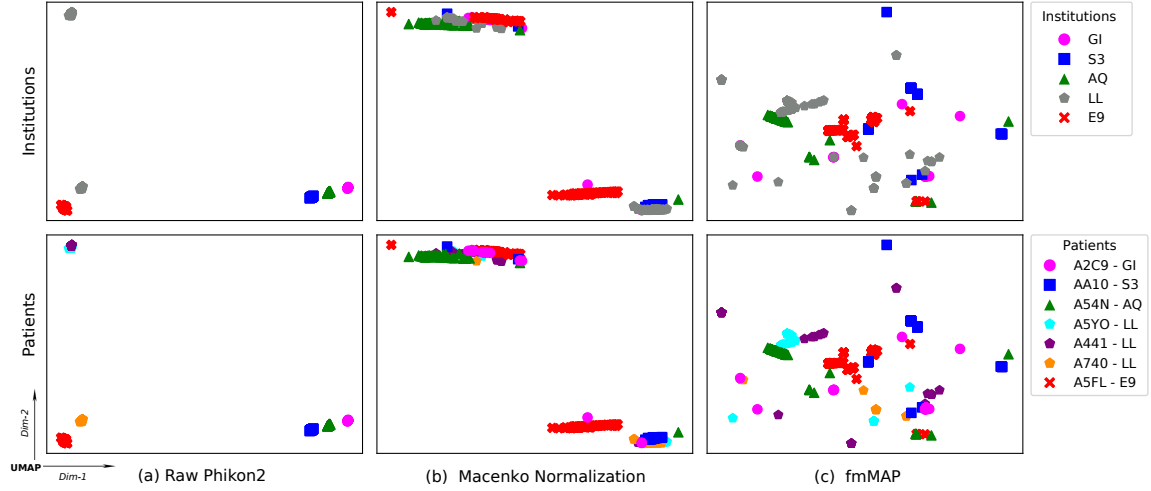 Institutions
Institutions
GI
S3
AQ
LL
E9
Patients
Patients
A2C9 - GI
AA10 - S3
A54N - AQ
A5YO - LL
A441 - LL
A740 - LL
A5FL - E9
Dim-2
UMAP
Dim-1
(a) Raw Phikon2
(b) Macenko Normalization
(c) fmMAP